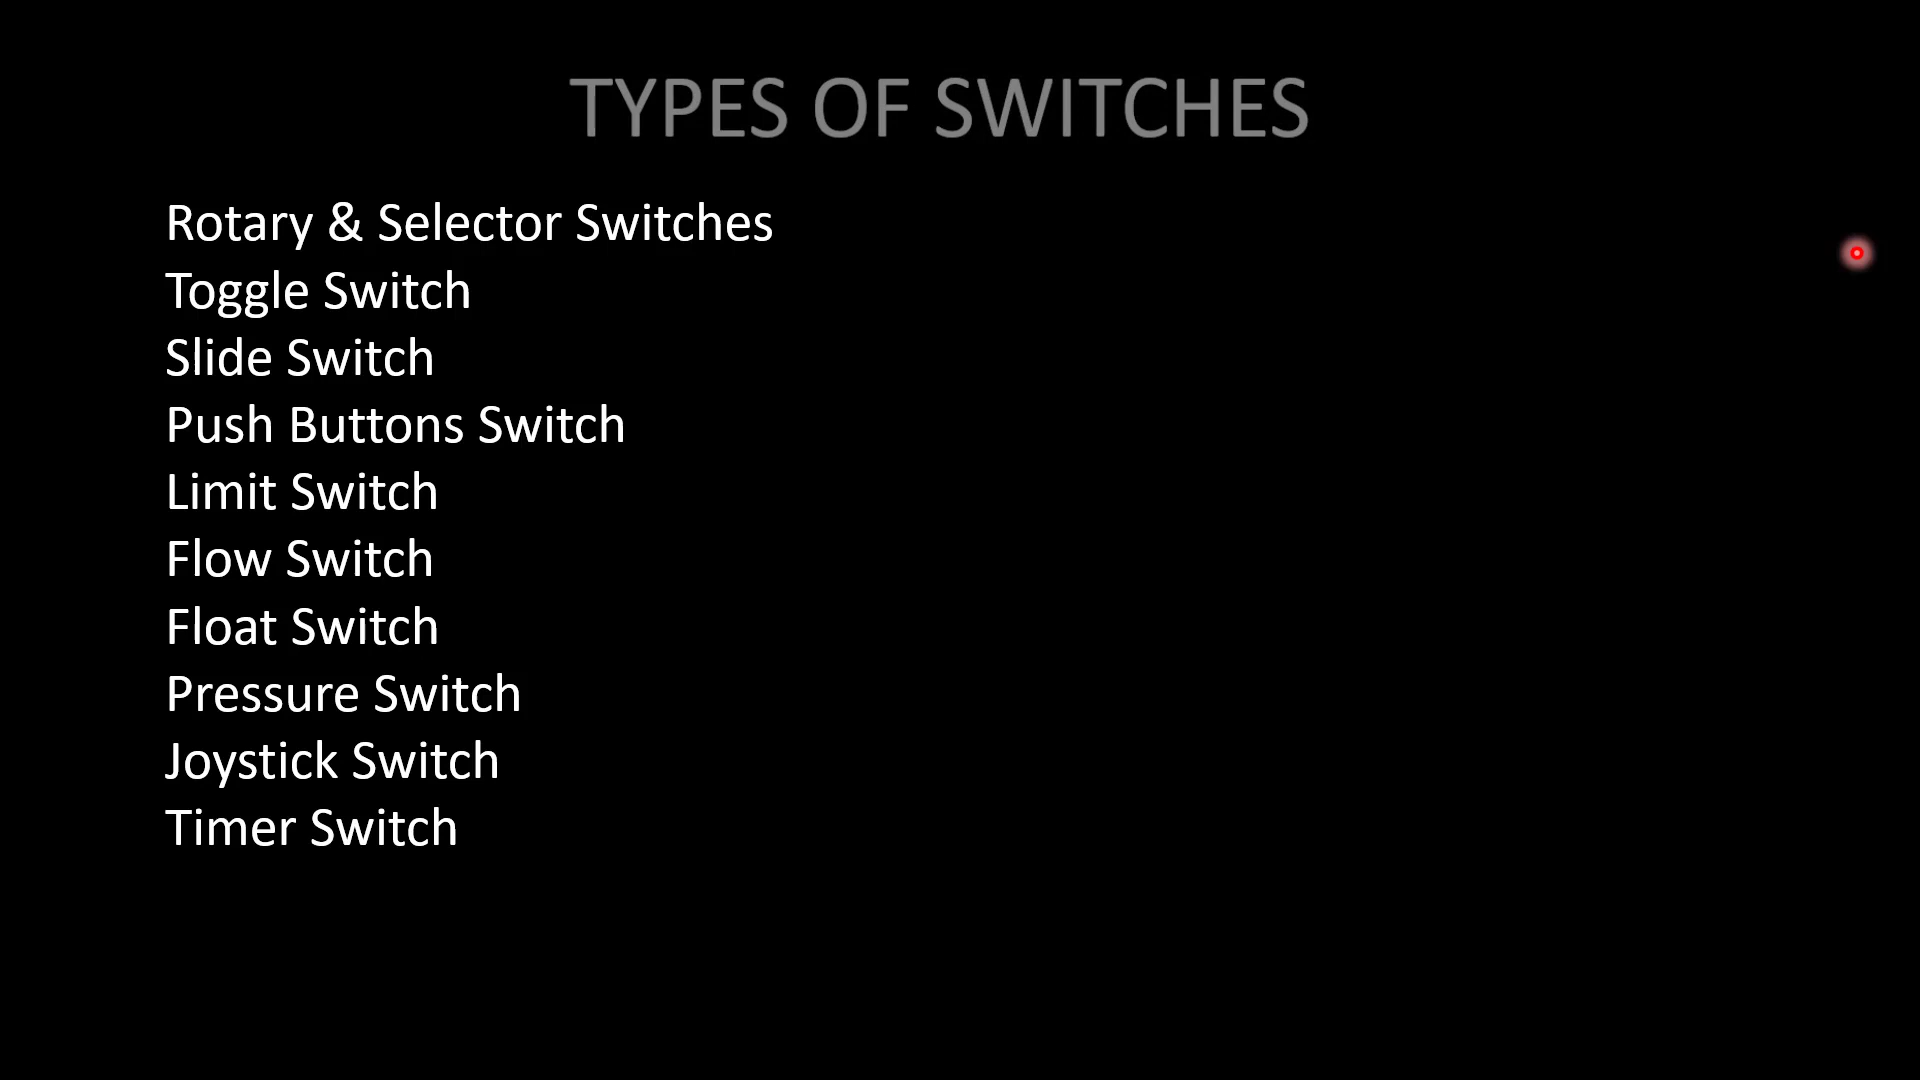 TYPES OF SWITCHES
Rotary & Selector Switches
Toggle Switch
Slide Switch
Push Buttons Switch
Limit Switch
Flow Switch
Float Switch
Pressure Switch
Joystick Switch
Timer Switch